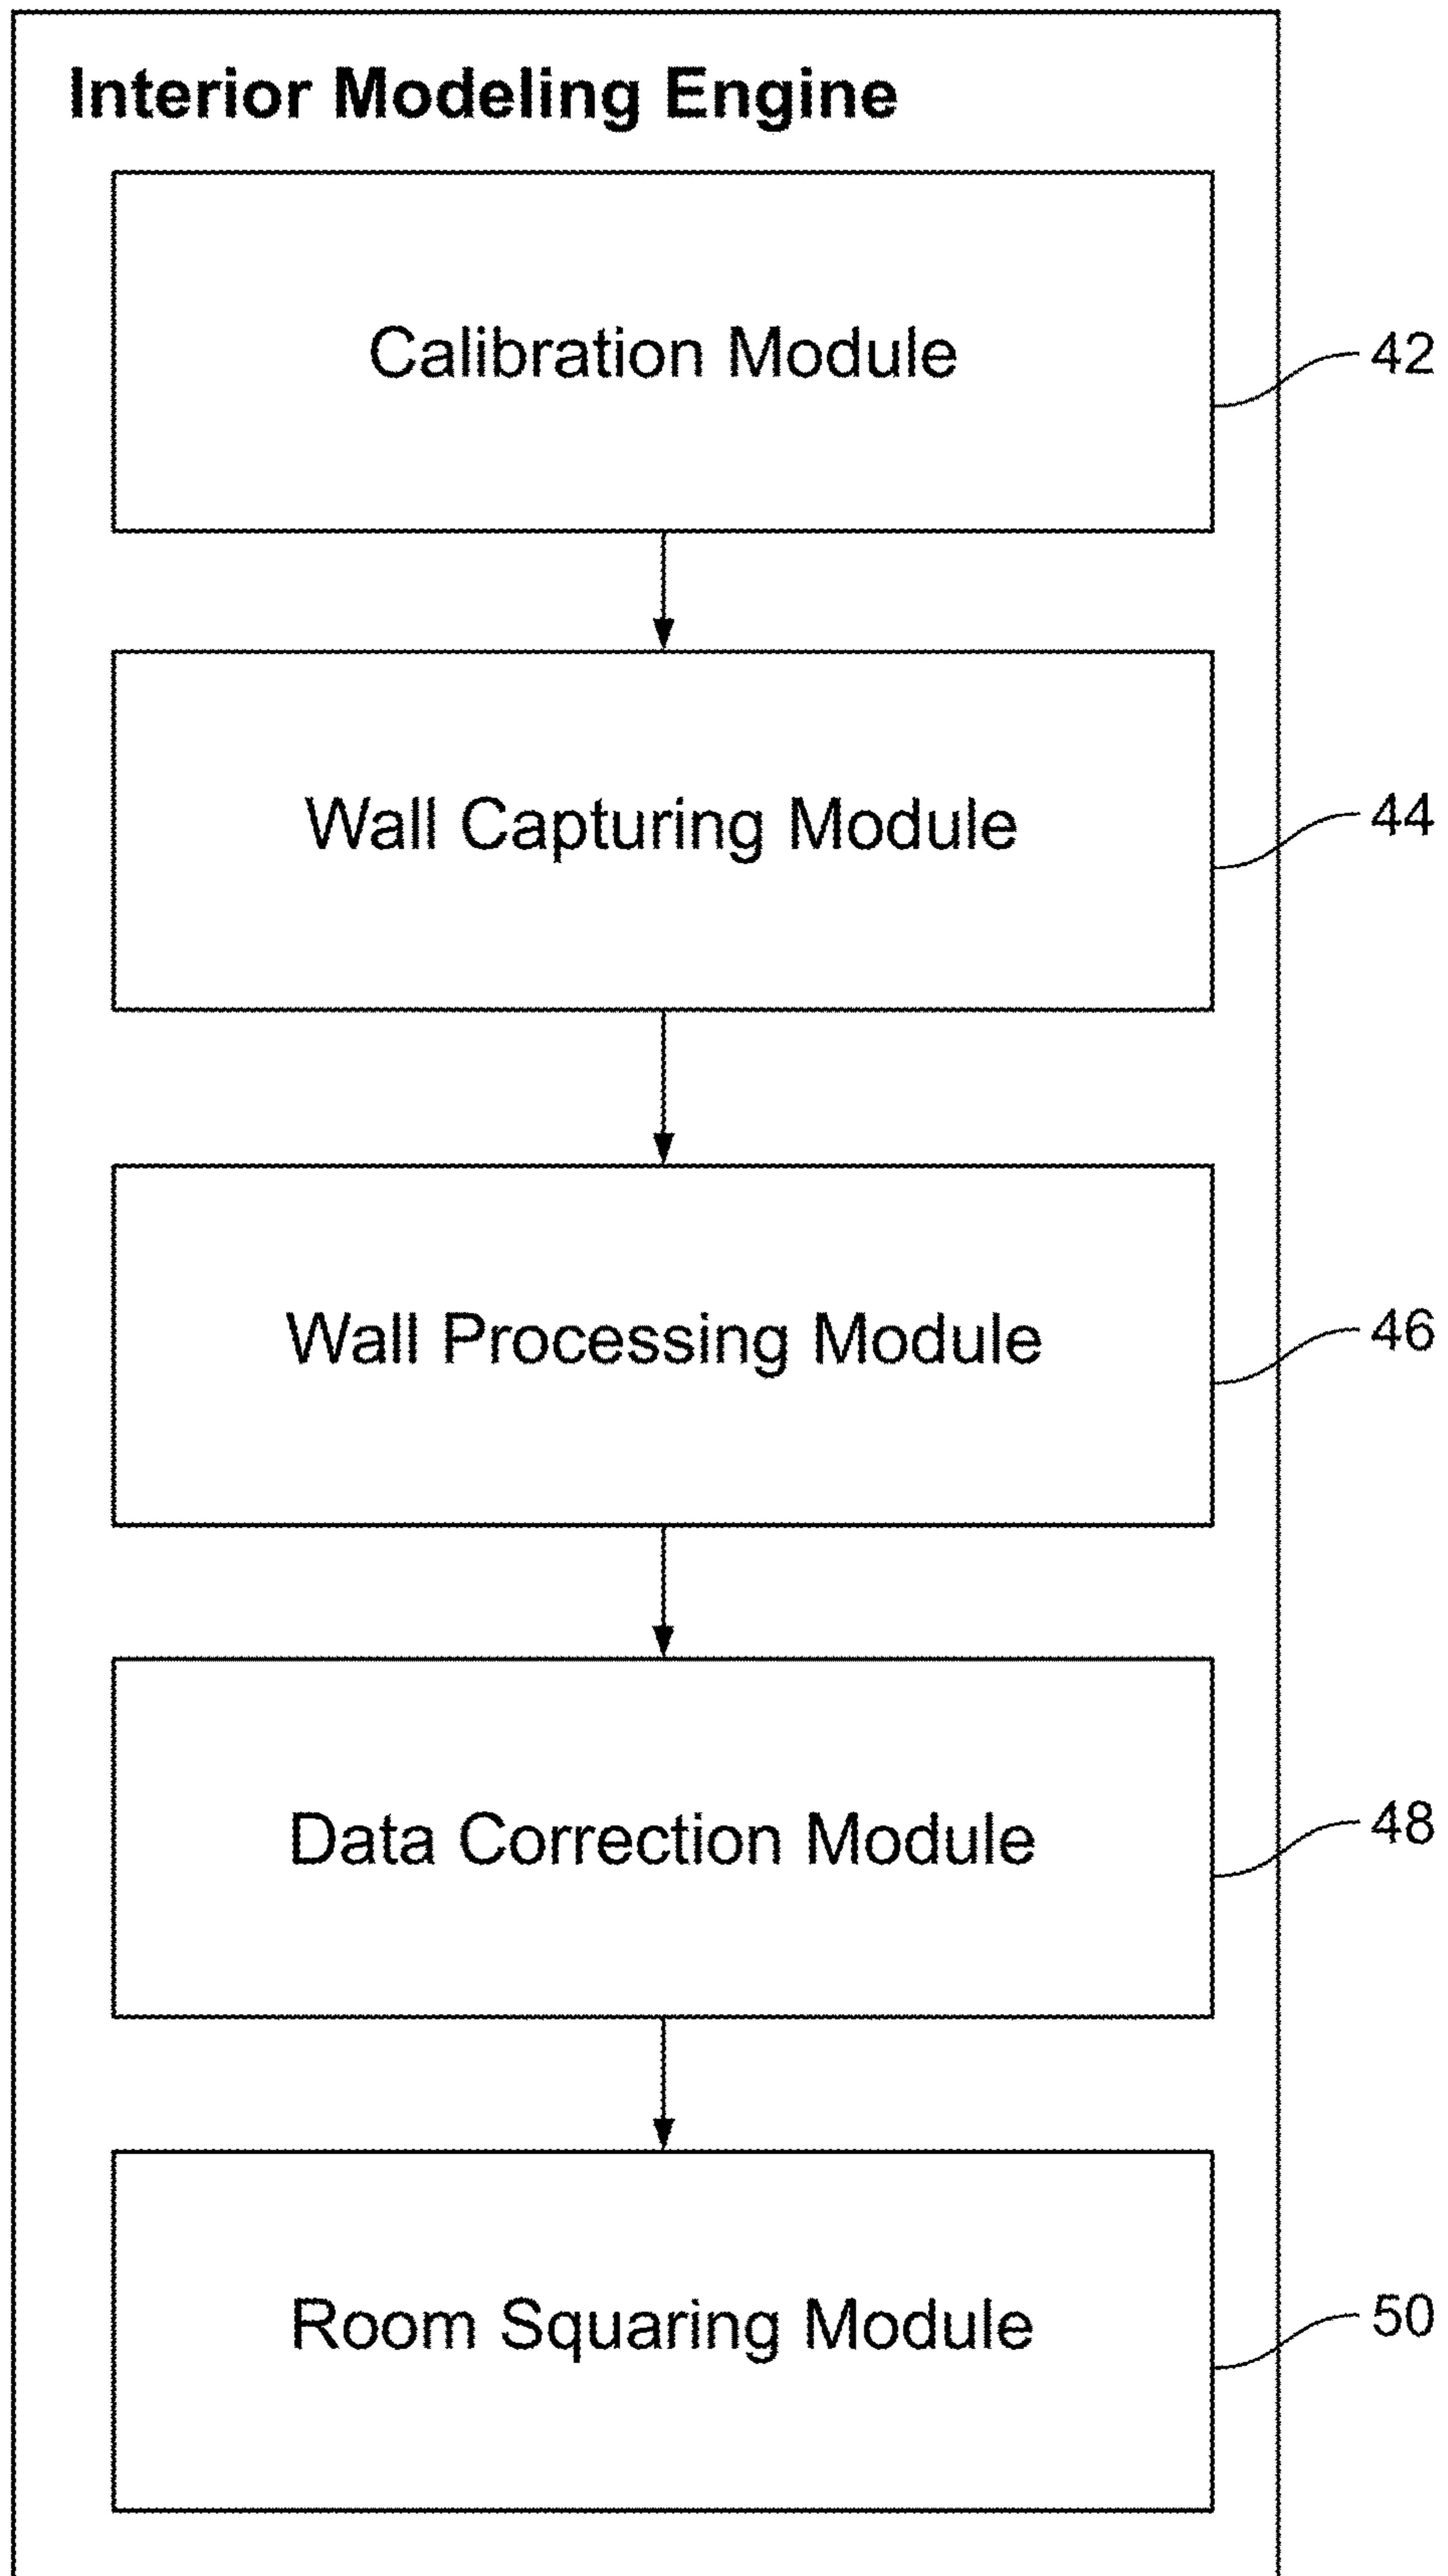 Interior Modeling Engine
Calibration Module
42
Wall Capturing Module
44
Wall Processing Module
46
Data Correction Module
48
Room Squaring Module
50